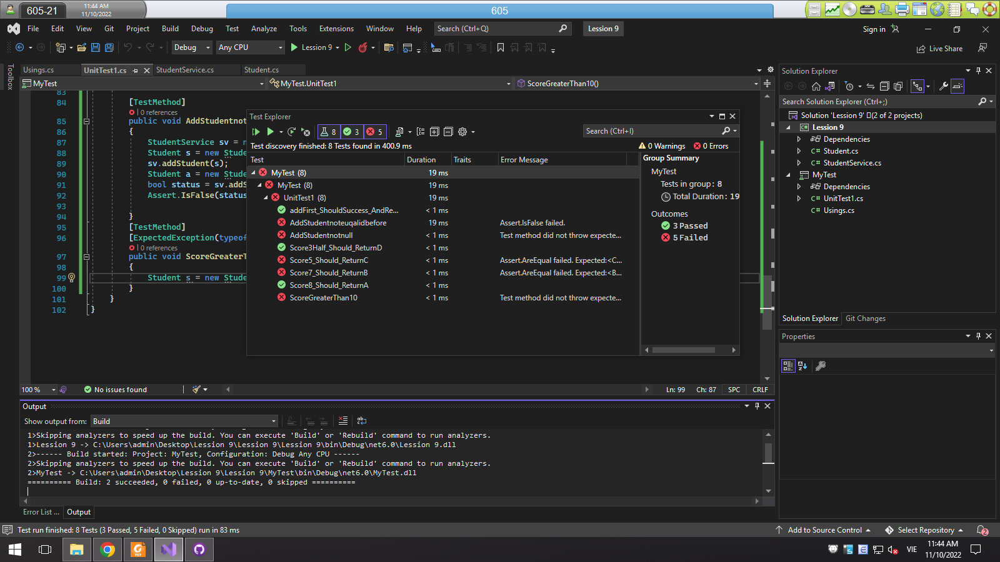 605-21
11:44 AM
11/10/2022
605
File Edit View Git Project Build Debug Test Analyze Tools Extensions Window Help Search (Ctrl+Q) Lession 9 Sign in
Debug Any CPU Lession 9 Live Share
Toolbox
Usings.cs UnitTest1.cs StudentService.cs Student.cs
MyTest MyTest.UnitTest1 ScoreGreaterThan10()
83
84 [TestMethod]
0 references
85 public void AddStudentnot
86 {
87 StudentService sv = n
88 Student s = new Stude
89 sv.addStudent(s);
90 Student a = new Stude
91 bool status = sv.addS
92 Assert.IsFalse(status
93
94 }
95 [TestMethod]
96 [ExpectedException(typeof
0 references
97 public void ScoreGreaterT
98 {
99 Student s = new Stude
100 }
101 }
102 }
Test Explorer
8 3 5 Search (Ctrl+I)
Test discovery finished: 8 Tests found in 400.9 ms 0 Warnings 0 Errors
Test Duration Traits Error Message
MyTest (8) 19 ms
MyTest (8) 19 ms
UnitTest1 (8) 19 ms
addFirst_ShouldSuccess_AndRe... < 1 ms
AddStudentnoteuqalidbefore 19 ms Assert.IsFalse failed.
AddStudentnotnull < 1 ms Test method did not throw expecte...
Score3Half_Should_ReturnD < 1 ms
Score5_Should_ReturnC < 1 ms Assert.AreEqual failed. Expected:<C...
Score7_Should_ReturnB < 1 ms Assert.AreEqual failed. Expected:<B...
Score8_Should_ReturnA < 1 ms
ScoreGreaterThan10 < 1 ms Test method did not throw expecte...
Group Summary
MyTest
Tests in group: 8
Total Duration: 19
Outcomes
3 Passed
5 Failed
100 % No issues found Ln: 99 Ch: 87 SPC CRLF
Output
Show output from: Build
1>Skipping analyzers to speed up the build. You can execute 'Build' or 'Rebuild' command to run analyzers.
1>Lession 9 -> C:\Users\admin\Desktop\Lession 9\Lession 9\Lession 9\bin\Debug\net6.0\Lession 9.dll
2>------ Build started: Project: MyTest, Configuration: Debug Any CPU ------
2>Skipping analyzers to speed up the build. You can execute 'Build' or 'Rebuild' command to run analyzers.
2>MyTest -> C:\Users\admin\Desktop\Lession 9\Lession 9\MyTest\bin\Debug\net6.0\MyTest.dll
========== Build: 2 succeeded, 0 failed, 0 up-to-date, 0 skipped ==========
Error List ... Output
Solution Explorer
Search Solution Explorer (Ctrl+;)
Solution 'Lession 9' (2 of 2 projects)
Lession 9
Dependencies
Student.cs
StudentService.cs
MyTest
Dependencies
UnitTest1.cs
Usings.cs
Solution Explorer Git Changes
Properties
Test run finished: 8 Tests (3 Passed, 5 Failed, 0 Skipped) run in 83 ms Add to Source Control Select Repository 2
VIE 11:44 AM
11/10/2022